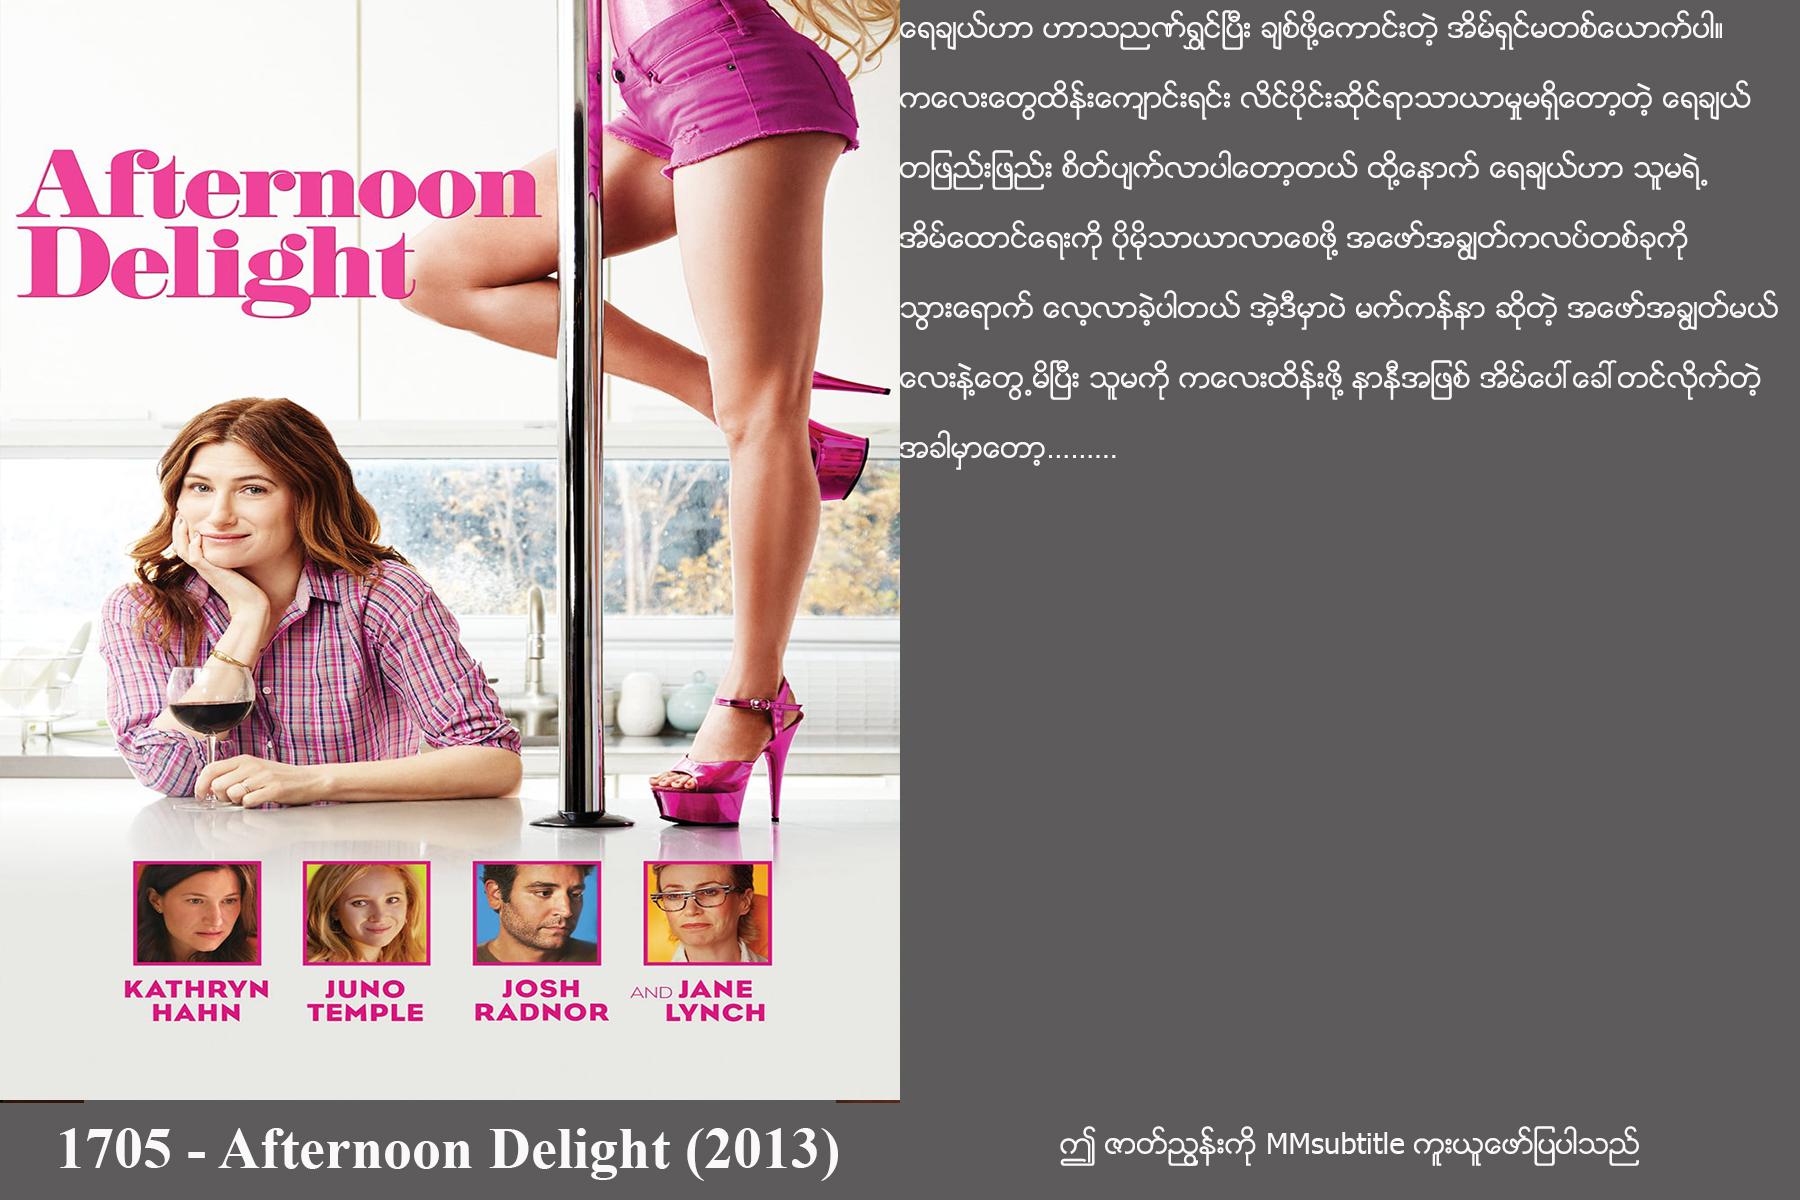 Afternoon
Delight
KATHRYN
HAHN
JUNO
TEMPLE
JOSH
RADNOR
AND JANE
LYNCH
1705 - Afternoon Delight (2013)
ရေချယ်ဟာ ဟာသညဏ်ရွှင်ပြီး ချစ်ဖို့ကောင်းတဲ့ အိမ်ရှင်မတစ်ယောက်ပါ။
ကလေးတွေထိန်းကျောင်းရင်း လိင်ပိုင်းဆိုင်ရာသာယာမှုမရှိတော့တဲ့ ရေချယ်
တဖြည်းဖြည်း စိတ်ပျက်လာပါတော့တယ် ထို့နောက် ရေချယ်ဟာ သူမရဲ့
အိမ်ထောင်ရေးကို ပိုမိုသာယာလာစေဖို့ အဖော်အချွတ်ကလပ်တစ်ခုကို
သွားရောက် လေ့လာခဲ့ပါတယ် အဲ့ဒီမှာပဲ မက်ကန်နာ ဆိုတဲ့ အဖော်အချွတ်မယ်
လေးနဲ့တွေ့မိပြီး သူမကို ကလေးထိန်းဖို့ နာနီအဖြစ် အိမ်ပေါ်ခေါ်တင်လိုက်တဲ့
အခါမှာတော့.........
ဤ ဇာတ်ညွန်းကို MMsubtitle ကူးယူဖော်ပြပါသည်